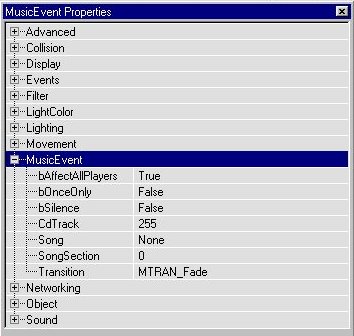 MusicEvent Properties
Advanced
Collision
Display
Events
Filter
LightColor
Lighting
Movement
MusicEvent
bAffectAllPlayers True
bOnceOnly False
bSilence False
CdTrack 255
Song None
SongSection 0
Transition MTRAN_Fade
Networking
Object
Sound